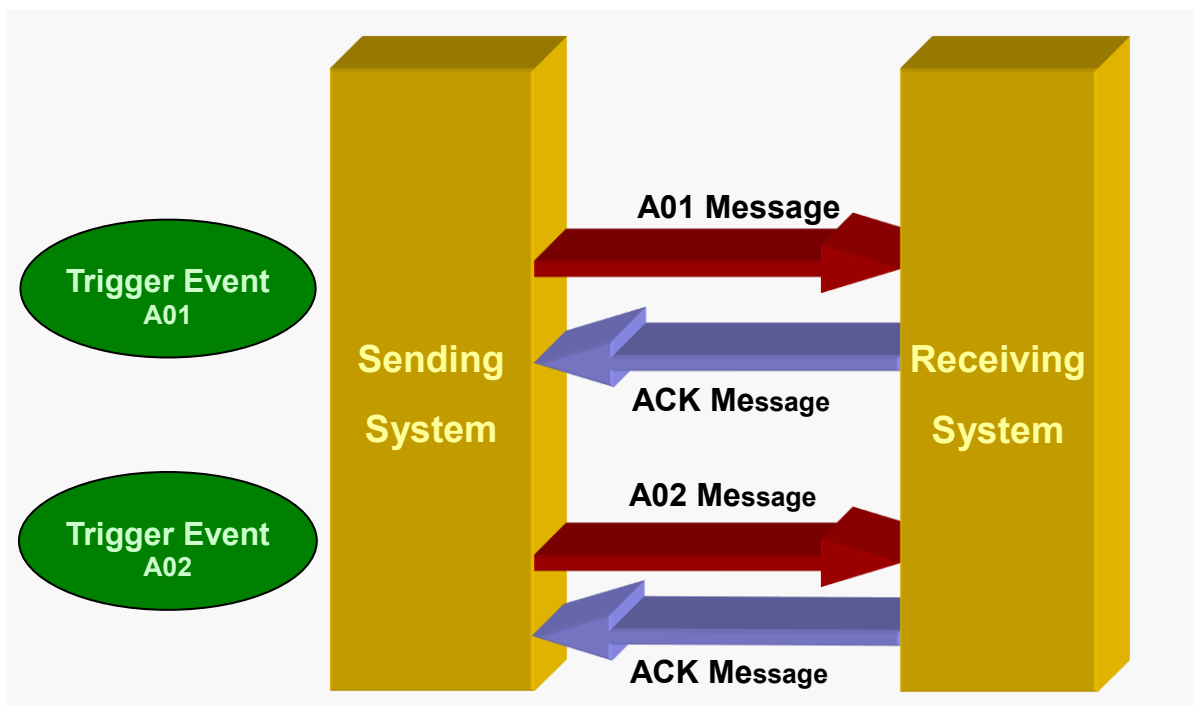 A01 Message
Trigger Event
A01
Sending
System
Receiving
System
ACK Message
A02 Message
Trigger Event
A02
ACK Message